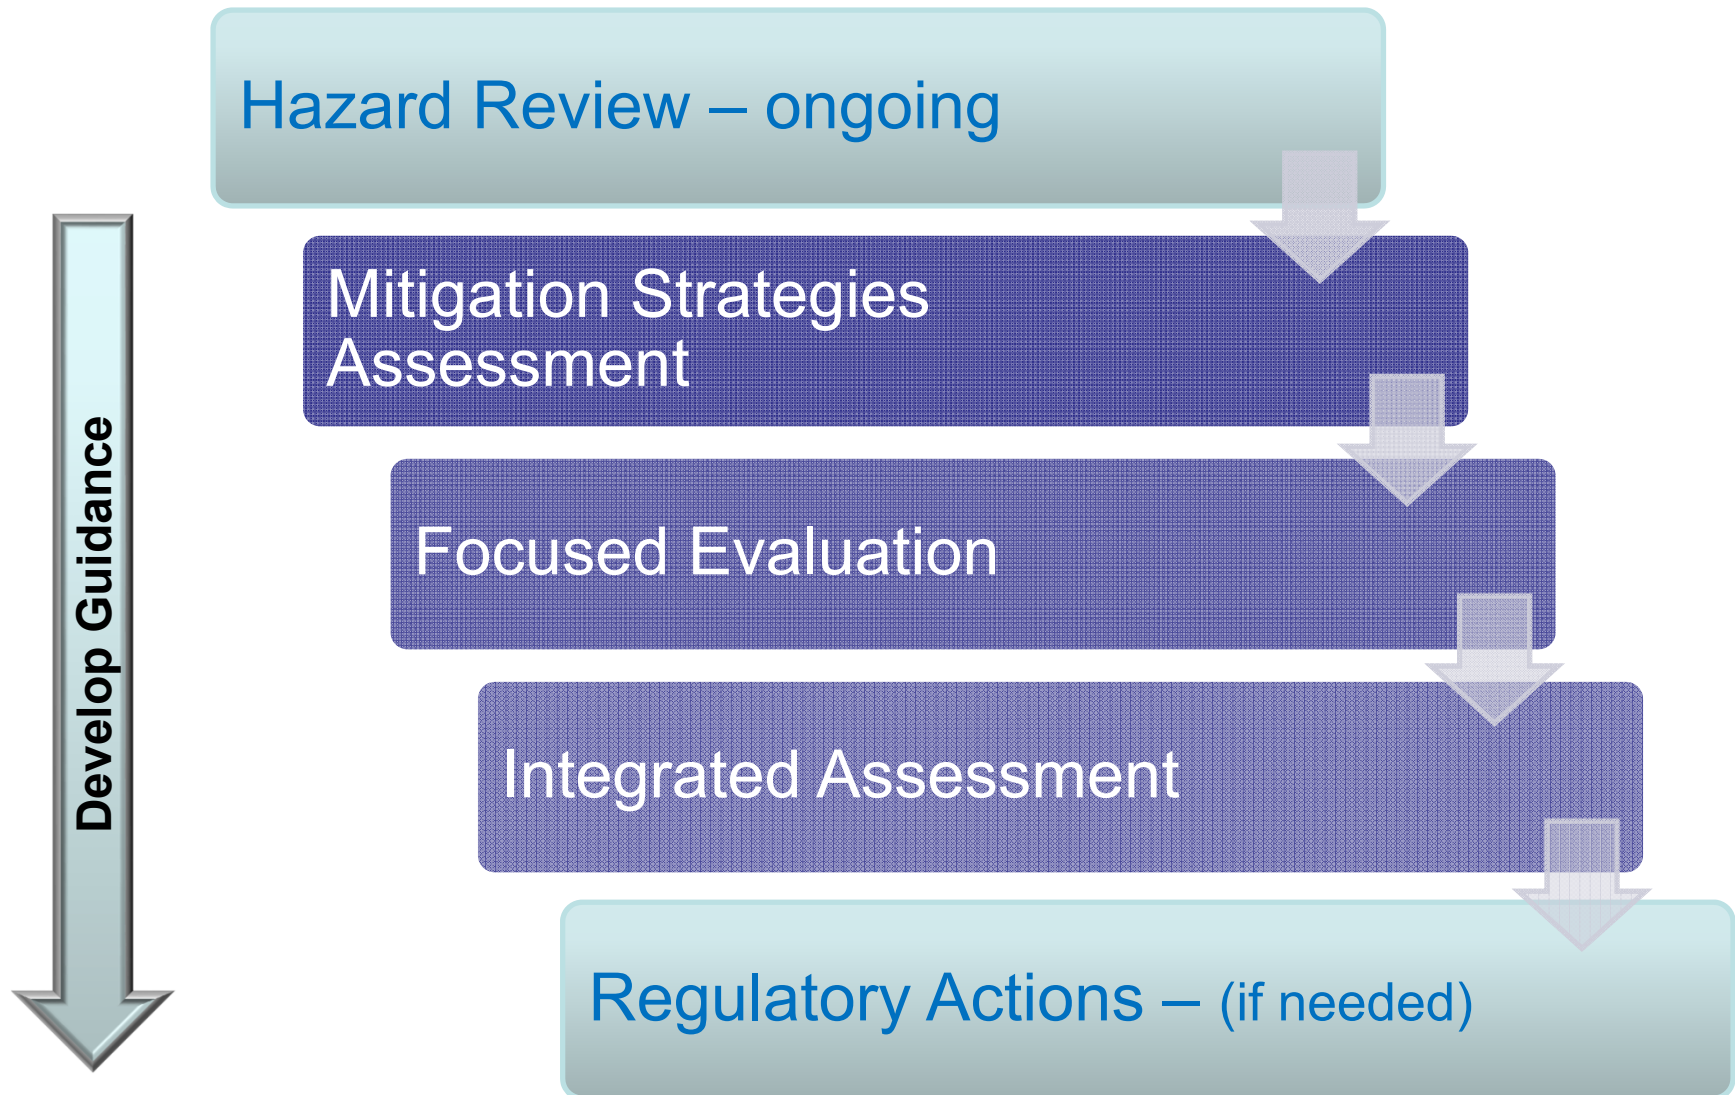 Hazard Review – ongoing
Mitigation Strategies
Assessment
Focused Evaluation
Integrated Assessment
Regulatory Actions – (if needed)
Develop Guidance